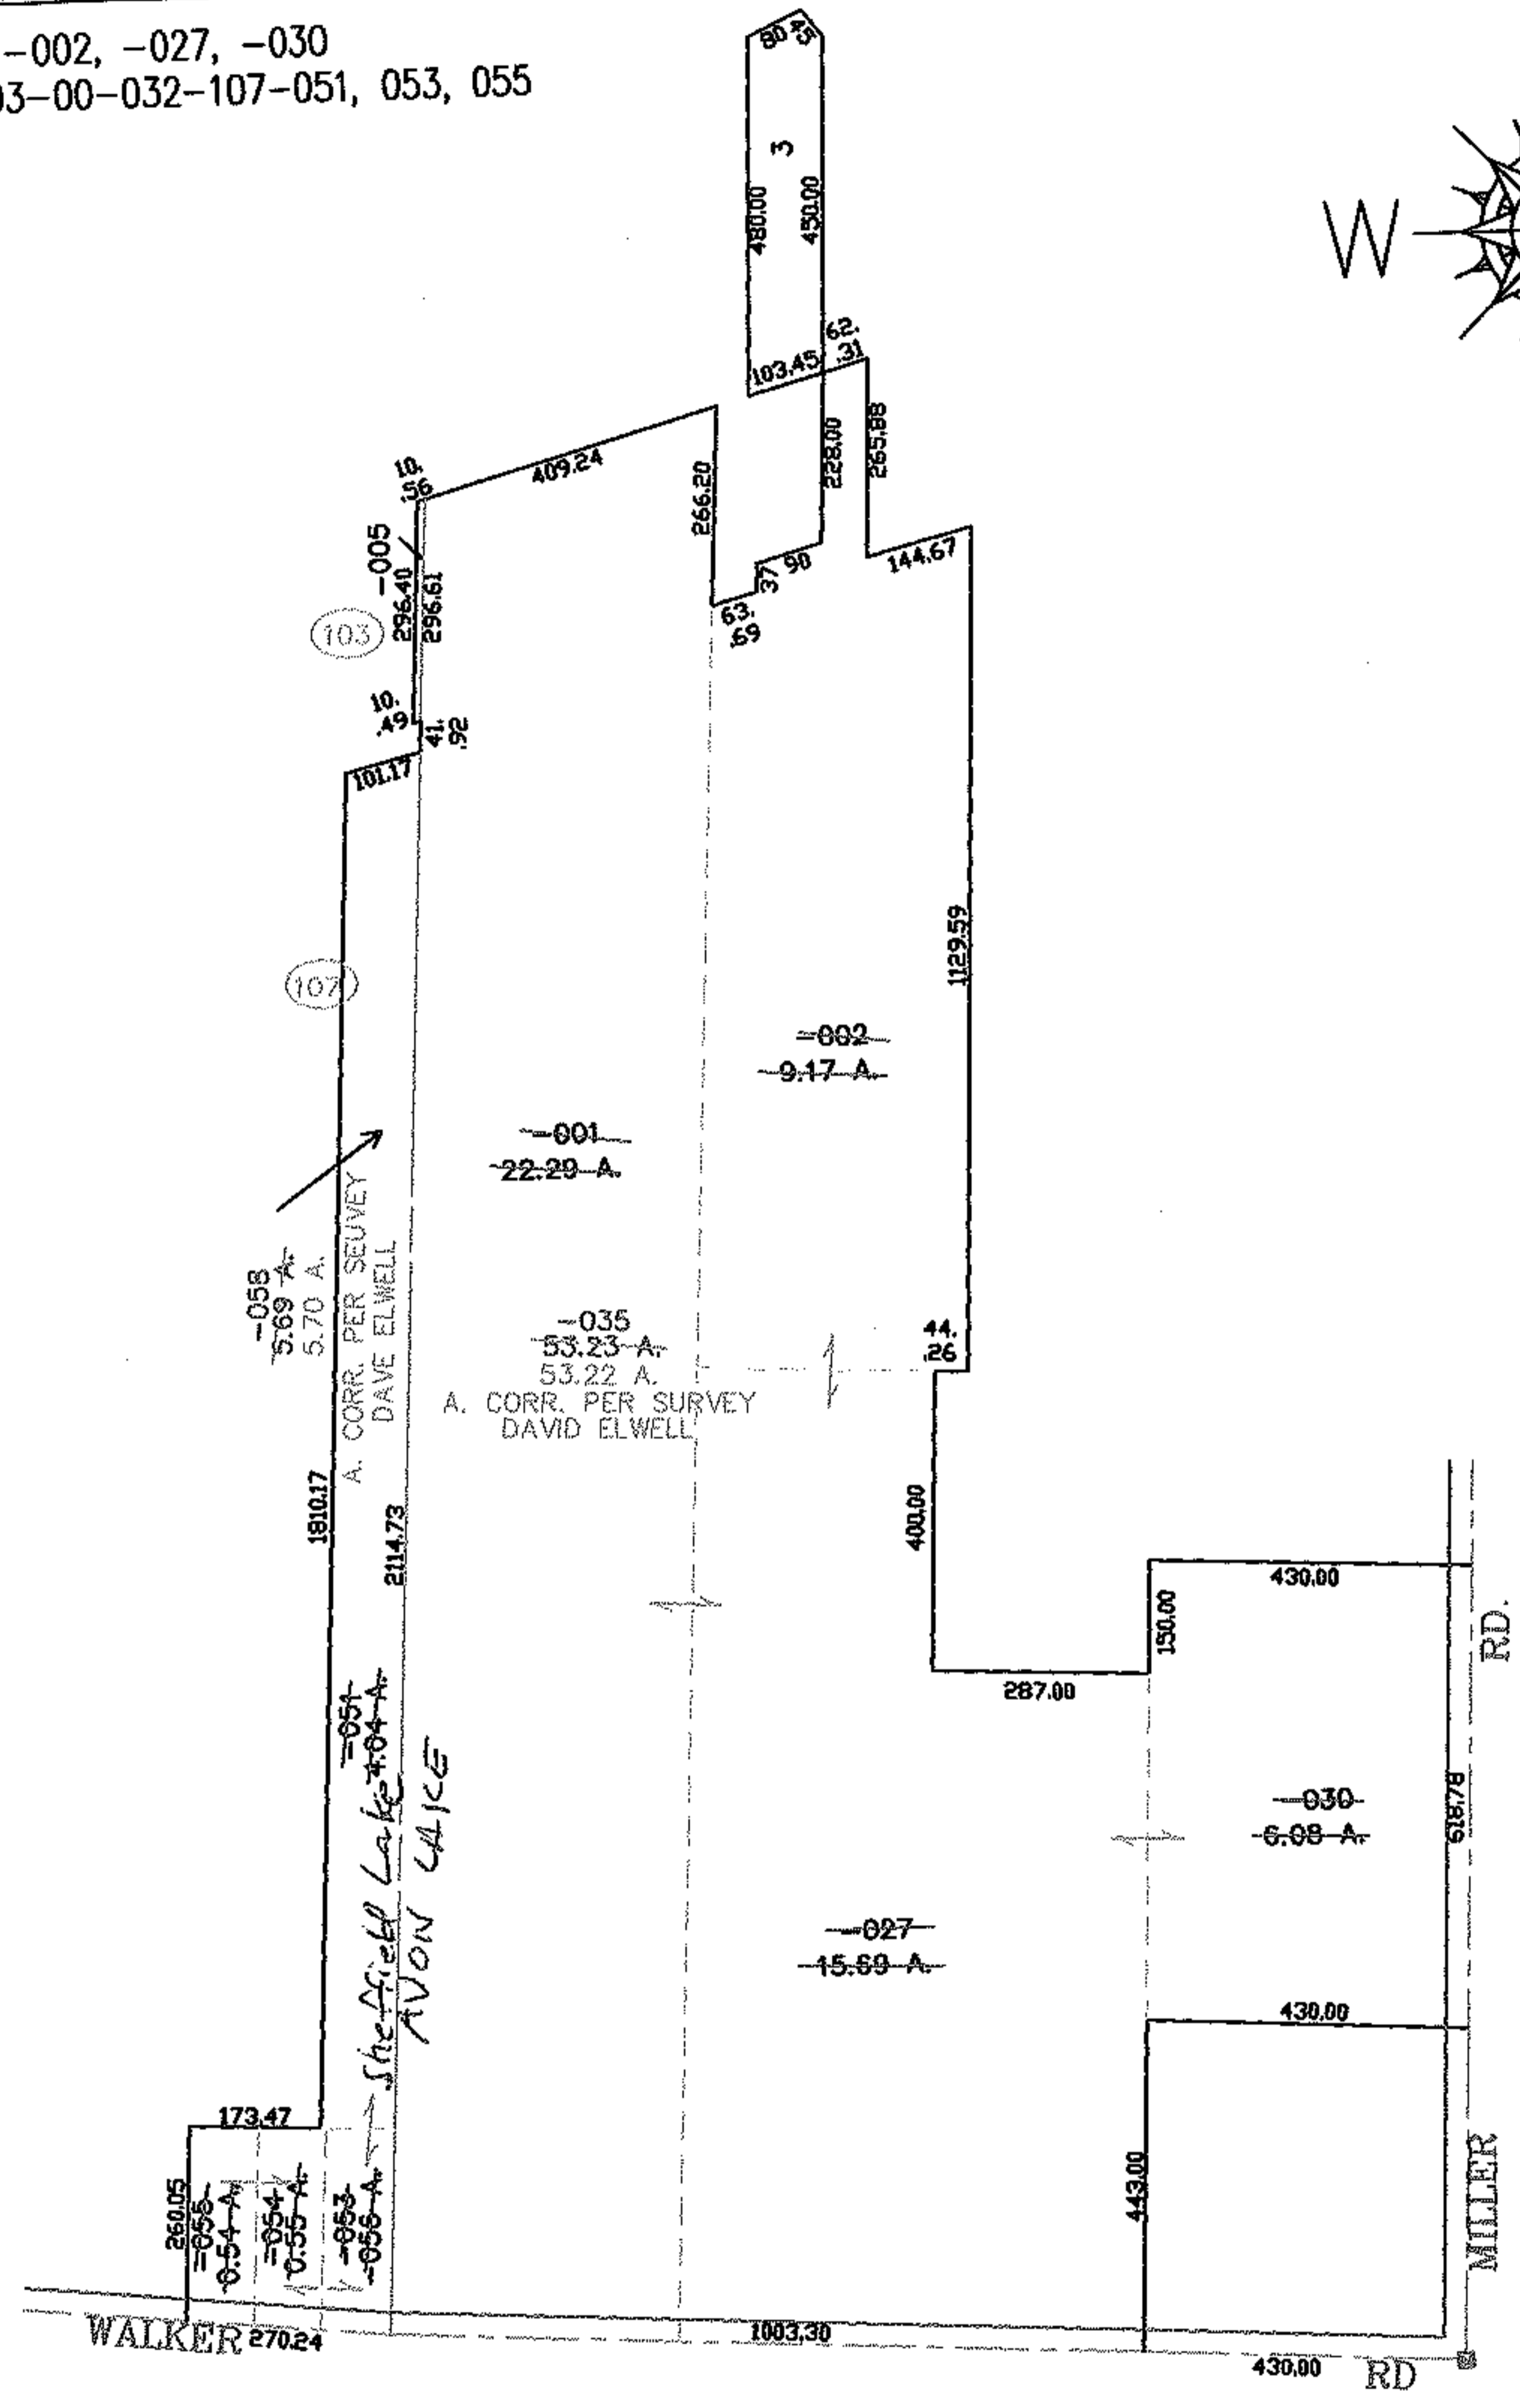 -002, -027, -030
03-00-032-107-051, 053, 055
80
45
3
480.00
450.00
W
62.
.31
103.45
228.00
265.88
10.
.56
409.24
266.20
-005
296.40
296.61
103
90
37
144.67
63.
.69
10.
.49
41.
.92
101.17
107
1129.59
-002
9.17 A.
-001
22.29 A.
-058
5.69 A.
5.70 A.
A. CORR. PER SEUVEY
DAVE ELWELL
-035
53.23 A.
53.22 A.
A. CORR. PER SURVEY
DAVID ELWELL
44.
.26
1810.17
2114.73
400.00
430.00
150.00
RD.
287.00
-051
4.04 A.
Sheffield Lake
AVON LAKE
-030
6.08 A.
618.78
-027
15.69 A.
430.00
173.47
260.05
-055
0.54 A.
-054
0.55 A.
-053
-056 A.
443.00
MILLER
WALKER
270.24
1003.30
430.00
RD